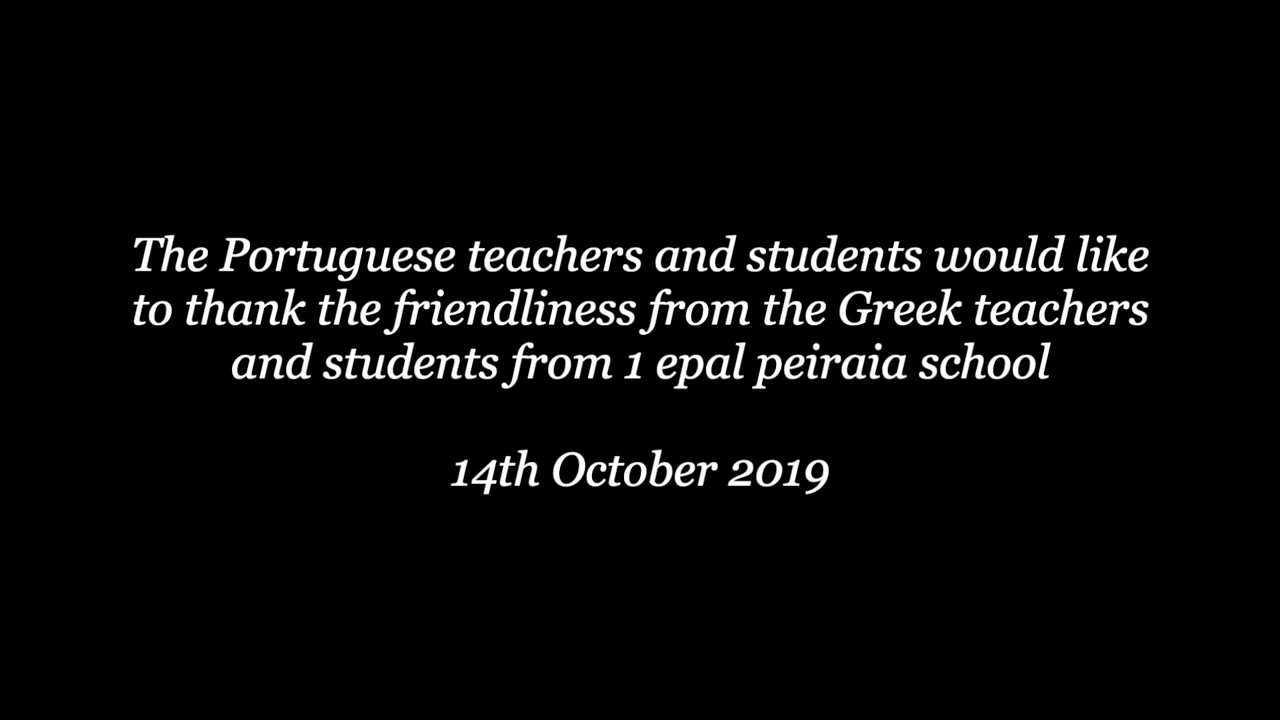 The Portuguese teachers and students would like
to thank the friendliness from the Greek teachers
and students from 1 epal peiraia school
14th October 2019